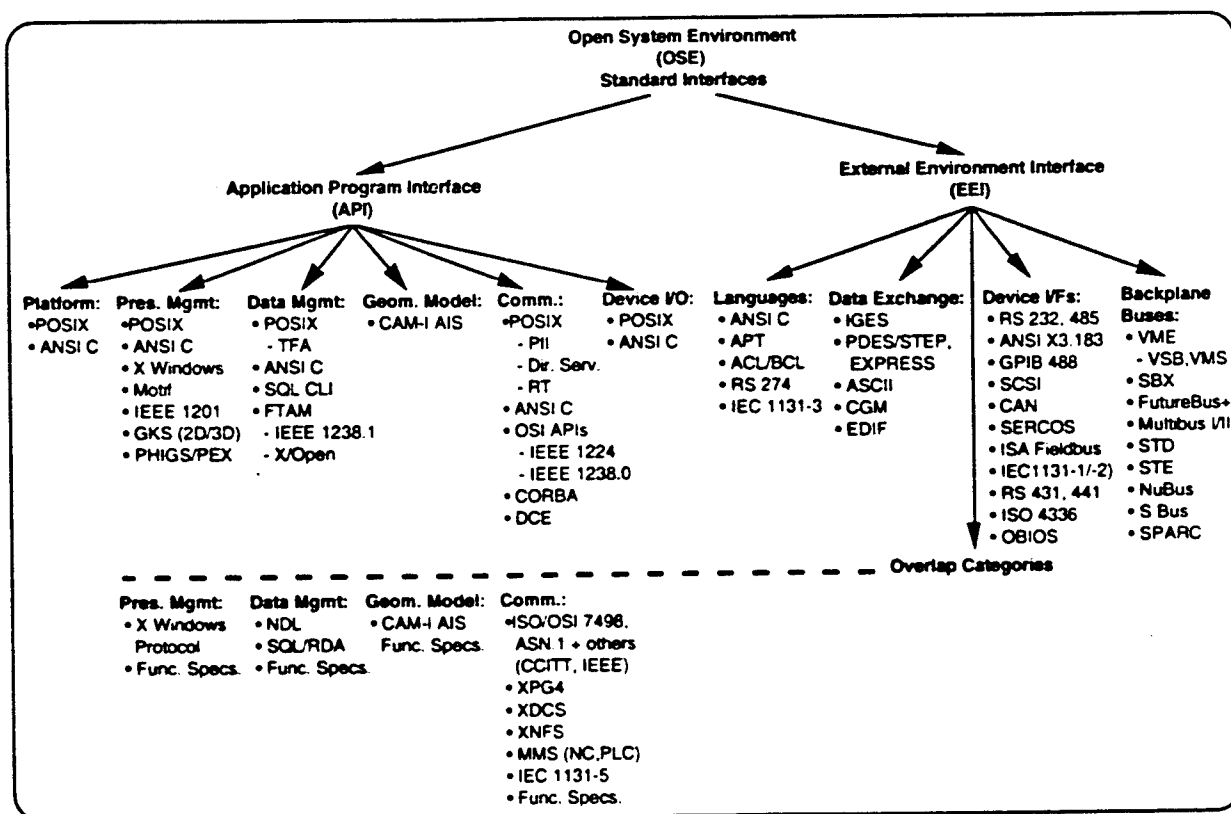 Open System Environment
(OSE)
Standard Interfaces
Application Program Interface
(API)
External Environment Interface
(EEI)
Platform:
•POSIX
• ANSI C
Pres. Mgmt:
•POSIX
• ANSI C
• X Windows
• Motif
• IEEE 1201
• GKS (2D/3D)
• PHIGS/PEX
Data Mgmt:
• POSIX
- TFA
• ANSI C
• SQL CLI
• FTAM
- IEEE 1238.1
- X/Open
Geom. Model:
• CAM-I AIS
Comm.:
•POSIX
- PII
- Dir. Serv.
- RT
• ANSI C
• OSI APIs
- IEEE 1224
- IEEE 1238.0
• CORBA
• DCE
Device I/O:
• POSIX
• ANSI C
Languages:
• ANSI C
• APT
• ACL/BCL
• RS 274
• IEC 1131-3
Data Exchange:
• IGES
• PDES/STEP,
EXPRESS
• ASCII
• CGM
• EDIF
Device I/Fs:
• RS 232, 485
• ANSI X3.183
• GPIB 488
• SCSI
• CAN
• SERCOS
• ISA Fieldbus
• IEC1131-1/-2)
• RS 431, 441
• ISO 4336
• OBIOS
Backplane
Buses:
• VME
- VSB,VMS
• SBX
• FutureBus+
• Multibus I/II
• STD
• STE
• NuBus
• S Bus
• SPARC
Overlap Categories
Pres. Mgmt:
• X Windows
Protocol
• Func. Specs.
Data Mgmt:
• NDL
• SQL/RDA
• Func. Specs.
Geom. Model:
• CAM-I AIS
Func. Specs.
Comm.:
•ISO/OSI 7498,
ASN.1 + others
(CCITT, IEEE)
• XPG4
• XDCS
• XNFS
• MMS (NC,PLC)
• IEC 1131-5
• Func. Specs.